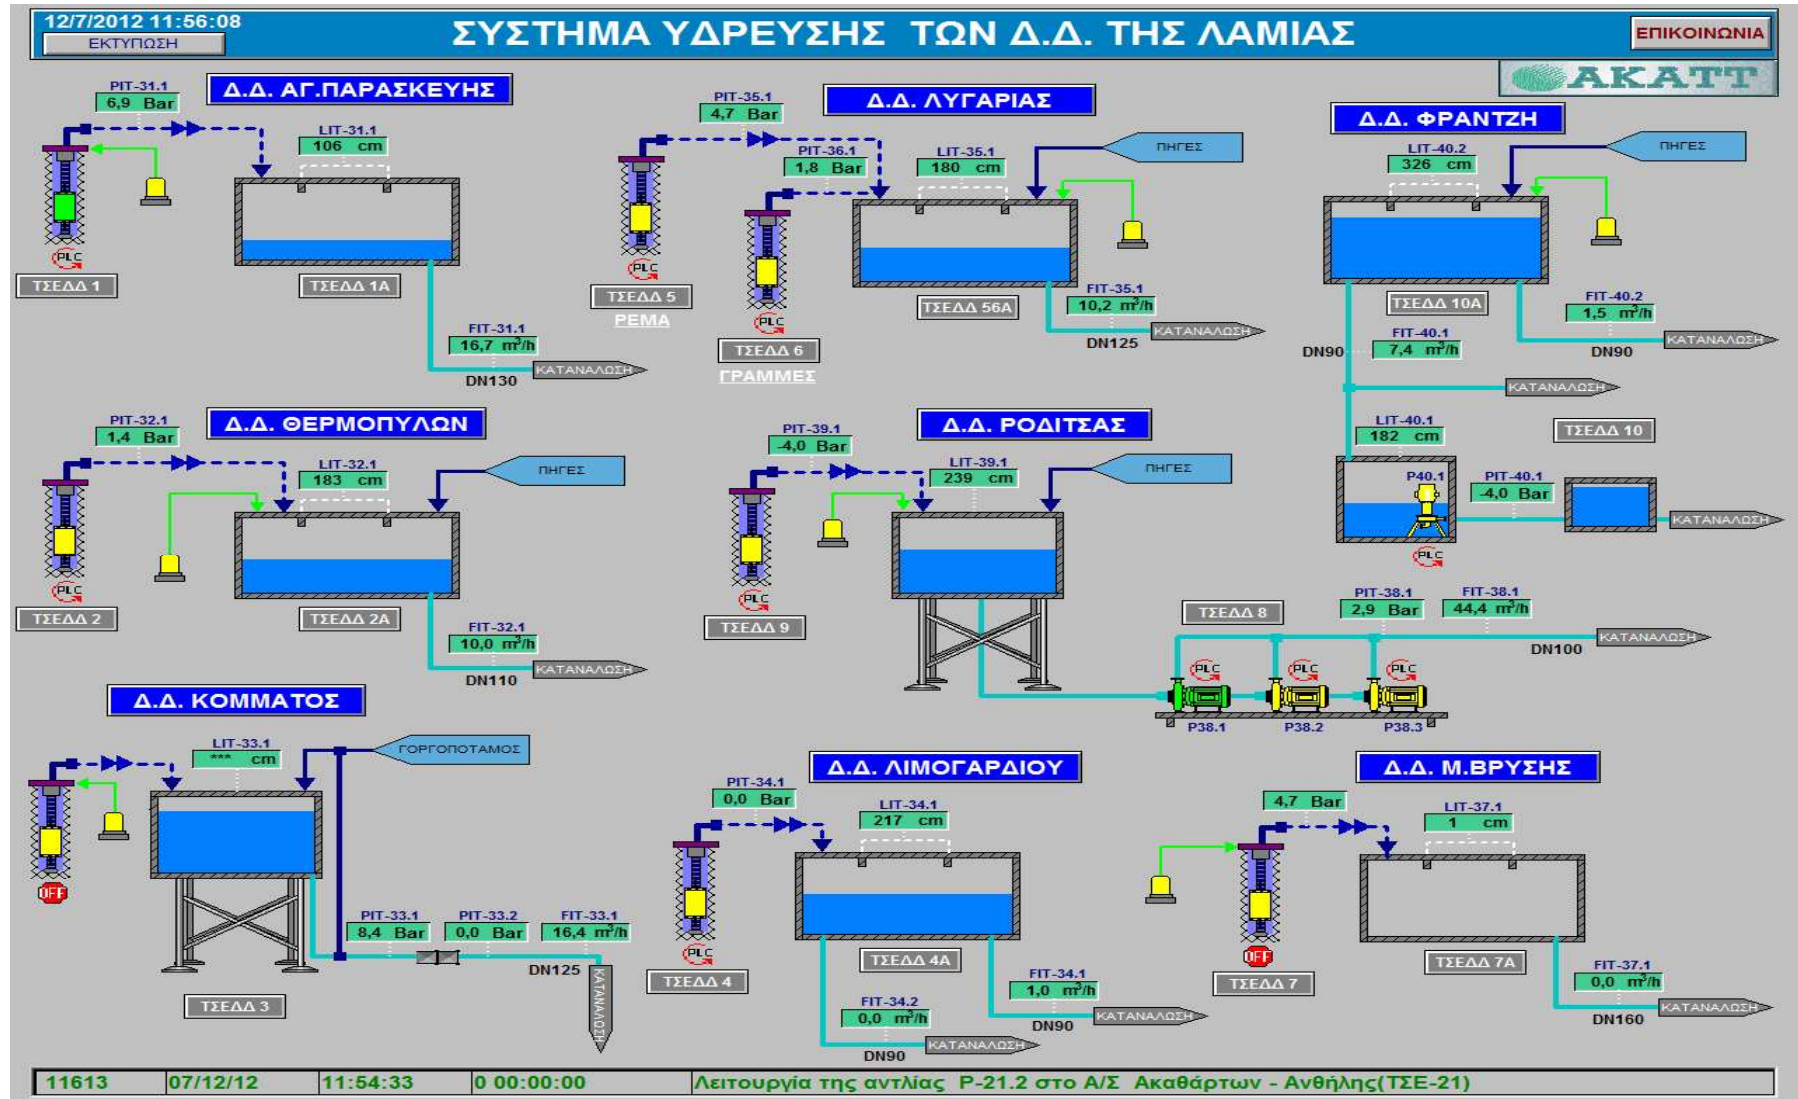 12/7/2012 11:56:08
ΕΚΤΥΠΩΣΗ
ΣΥΣΤΗΜΑ ΥΔΡΕΥΣΗΣ ΤΩΝ Δ.Δ. ΤΗΣ ΛΑΜΙΑΣ
ΕΠΙΚΟΙΝΩΝΙΑ
AKATT
Δ.Δ. ΑΓ.ΠΑΡΑΣΚΕΥΗΣ
PIT-31.1
6,9 Bar
LIT-31.1
106 cm
PLC
ΤΣΕΔΔ 1
ΤΣΕΔΔ 1Α
FIT-31.1
16,7 m³/h
DN130
ΚΑΤΑΝΑΛΩΣΗ
Δ.Δ. ΛΥΓΑΡΙΑΣ
PIT-35.1
4,7 Bar
PIT-36.1
1,8 Bar
LIT-35.1
180 cm
ΠΗΓΕΣ
PLC
ΤΣΕΔΔ 5
ΡΕΜΑ
PLC
ΤΣΕΔΔ 6
ΓΡΑΜΜΕΣ
ΤΣΕΔΔ 56Α
FIT-35.1
10,2 m³/h
DN125
ΚΑΤΑΝΑΛΩΣΗ
Δ.Δ. ΦΡΑΝΤΖΗ
LIT-40.2
326 cm
ΠΗΓΕΣ
ΤΣΕΔΔ 10Α
FIT-40.2
1,5 m³/h
DN90
ΚΑΤΑΝΑΛΩΣΗ
FIT-40.1
DN90
7,4 m³/h
ΚΑΤΑΝΑΛΩΣΗ
LIT-40.1
182 cm
ΤΣΕΔΔ 10
P40.1
PIT-40.1
-4,0 Bar
ΚΑΤΑΝΑΛΩΣΗ
PLC
Δ.Δ. ΘΕΡΜΟΠΥΛΩΝ
PIT-32.1
1,4 Bar
LIT-32.1
183 cm
ΠΗΓΕΣ
PLC
ΤΣΕΔΔ 2
ΤΣΕΔΔ 2Α
FIT-32.1
10,0 m³/h
DN110
ΚΑΤΑΝΑΛΩΣΗ
Δ.Δ. ΡΟΔΙΤΣΑΣ
PIT-39.1
-4,0 Bar
LIT-39.1
239 cm
ΠΗΓΕΣ
PLC
ΤΣΕΔΔ 9
ΤΣΕΔΔ 8
PIT-38.1
2,9 Bar
FIT-38.1
44,4 m³/h
DN100
ΚΑΤΑΝΑΛΩΣΗ
PLC
PLC
PLC
P38.1
P38.2
P38.3
Δ.Δ. ΚΟΜΜΑΤΟΣ
LIT-33.1
*** cm
ΓΟΡΓΟΠΟΤΑΜΟΣ
OFF
PIT-33.1
8,4 Bar
PIT-33.2
0,0 Bar
FIT-33.1
16,4 m³/h
DN125
ΚΑΤΑΝΑΛΩΣΗ
ΤΣΕΔΔ 3
Δ.Δ. ΛΙΜΟΓΑΡΔΙΟΥ
PIT-34.1
0,0 Bar
LIT-34.1
217 cm
PLC
ΤΣΕΔΔ 4
ΤΣΕΔΔ 4Α
FIT-34.1
1,0 m³/h
DN90
ΚΑΤΑΝΑΛΩΣΗ
FIT-34.2
0,0 m³/h
DN90
ΚΑΤΑΝΑΛΩΣΗ
Δ.Δ. Μ.ΒΡΥΣΗΣ
4,7 Bar
LIT-37.1
1 cm
OFF
ΤΣΕΔΔ 7
ΤΣΕΔΔ 7Α
FIT-37.1
0,0 m³/h
DN160
ΚΑΤΑΝΑΛΩΣΗ
11613 07/12/12 11:54:33 0 00:00:00 Λειτουργία της αντλίας P-21.2 στο Α/Σ Ακαθάρτων - Ανθήλης(ΤΣΕ-21)